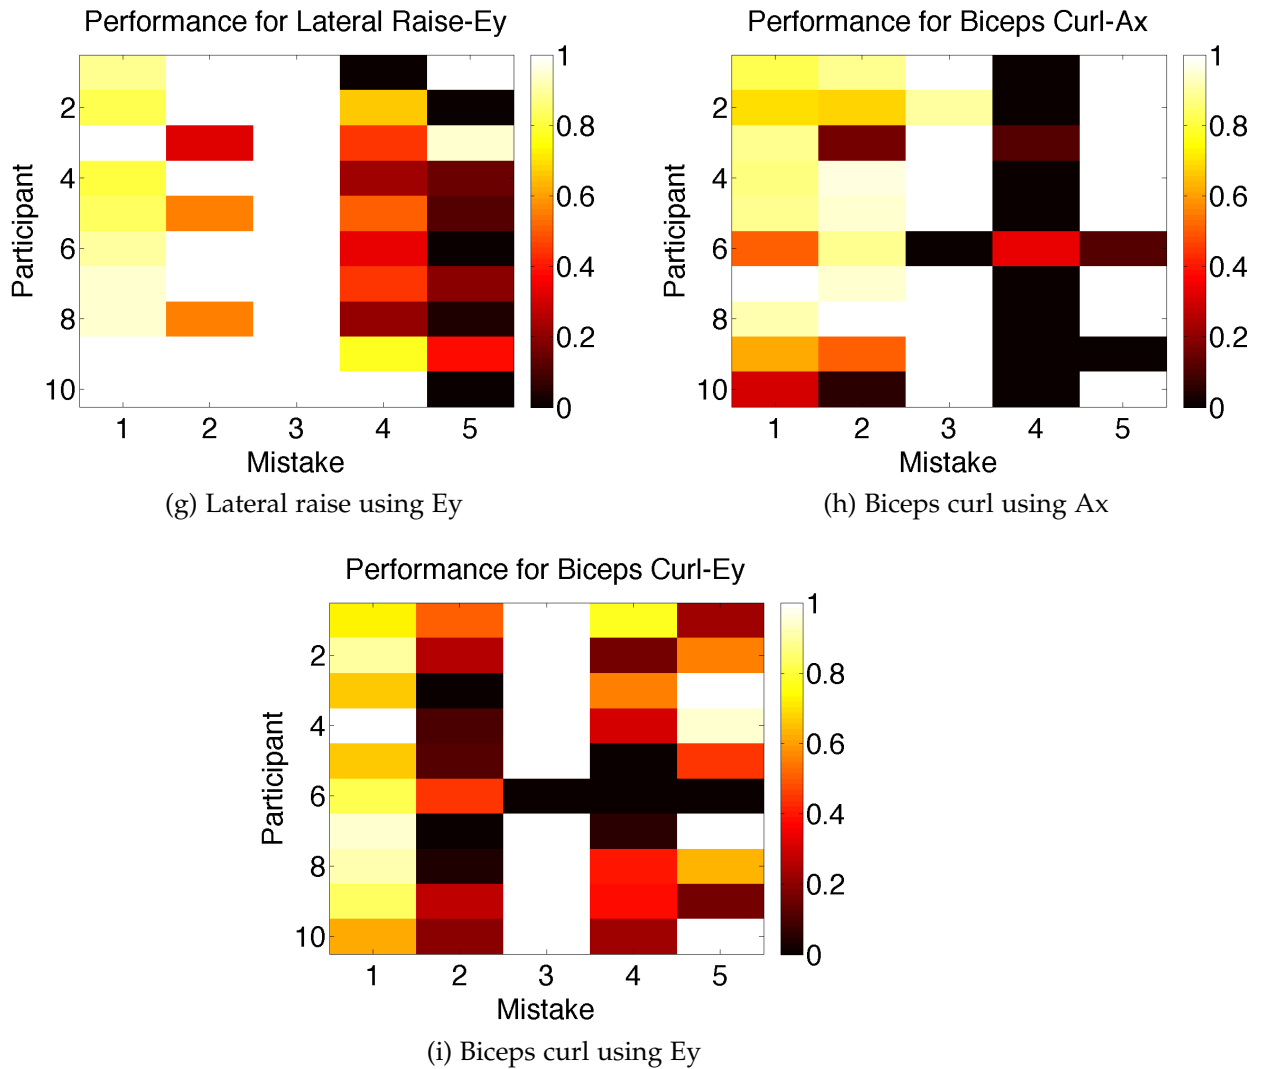 Performance for Lateral Raise-Ey
Participant
2
4
6
8
10
1 2 3 4 5
Mistake
1
0.8
0.6
0.4
0.2
0
(g) Lateral raise using Ey
Performance for Biceps Curl-Ax
Participant
2
4
6
8
10
1 2 3 4 5
Mistake
1
0.8
0.6
0.4
0.2
0
(h) Biceps curl using Ax
Performance for Biceps Curl-Ey
Participant
2
4
6
8
10
1 2 3 4 5
Mistake
1
0.8
0.6
0.4
0.2
0
(i) Biceps curl using Ey